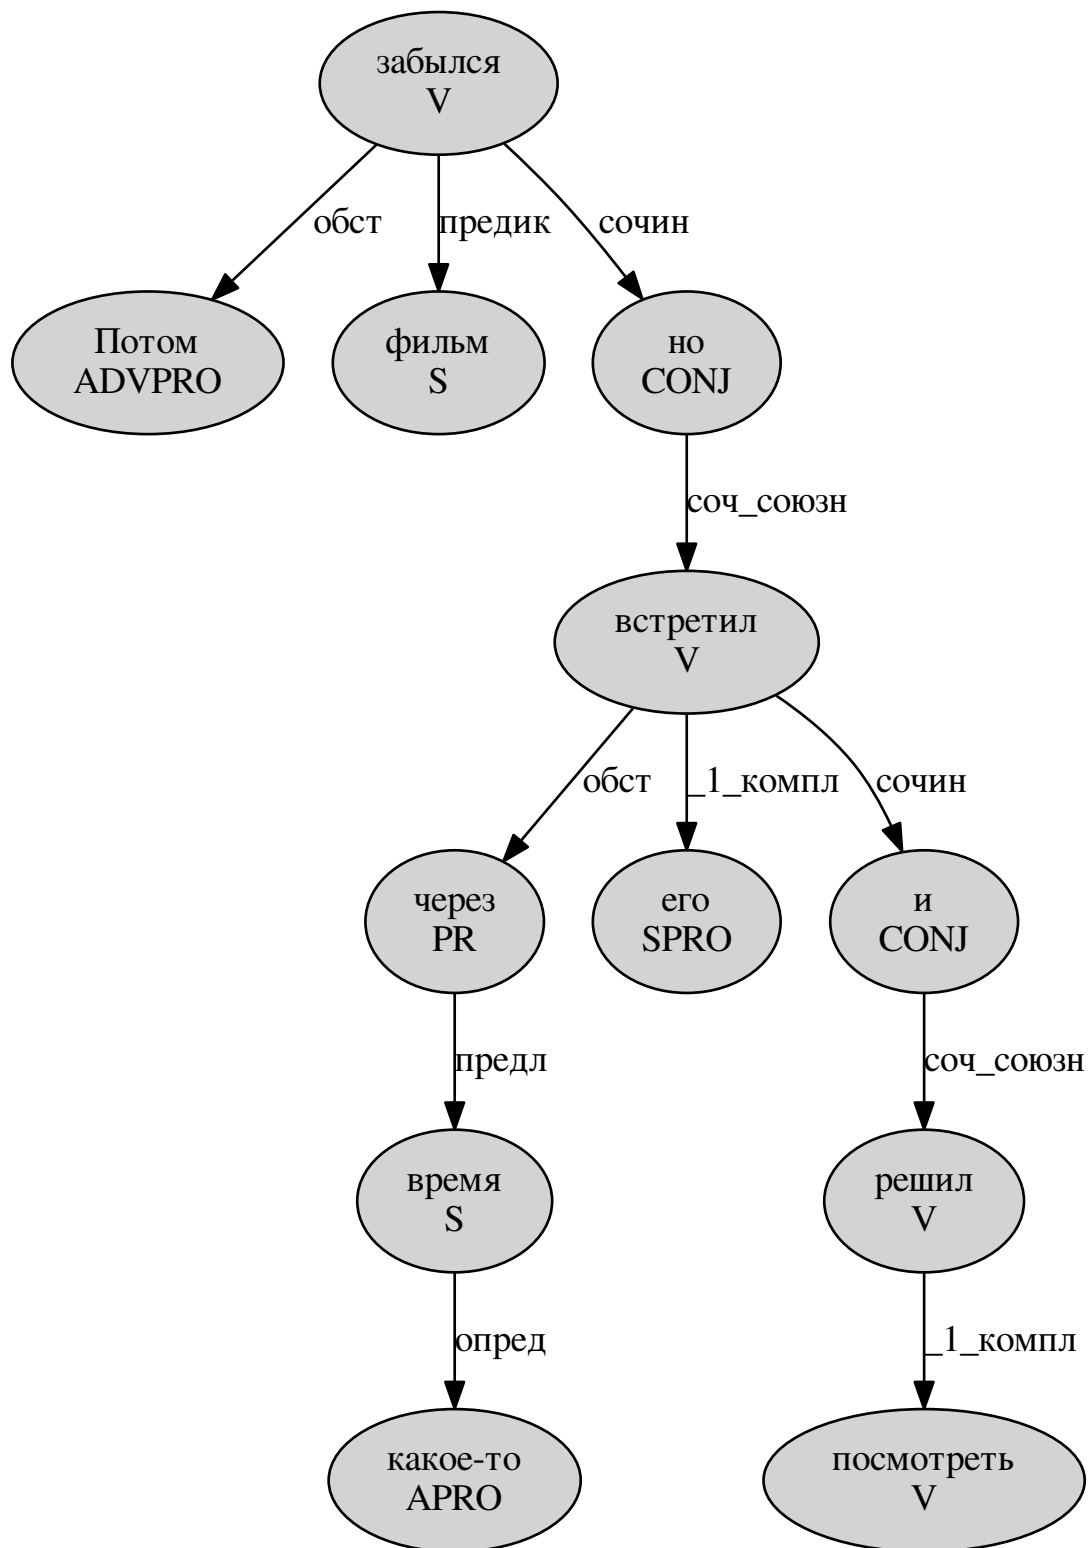 забылся
V
обст
предик
сочин
Потом
ADVPRO
фильм
S
но
CONJ
соч_союзн
встретил
V
обст
_1_компл
сочин
через
PR
его
SPRO
и
CONJ
предл
соч_союзн
время
S
решил
V
опред
_1_компл
какое-то
APRO
посмотреть
V